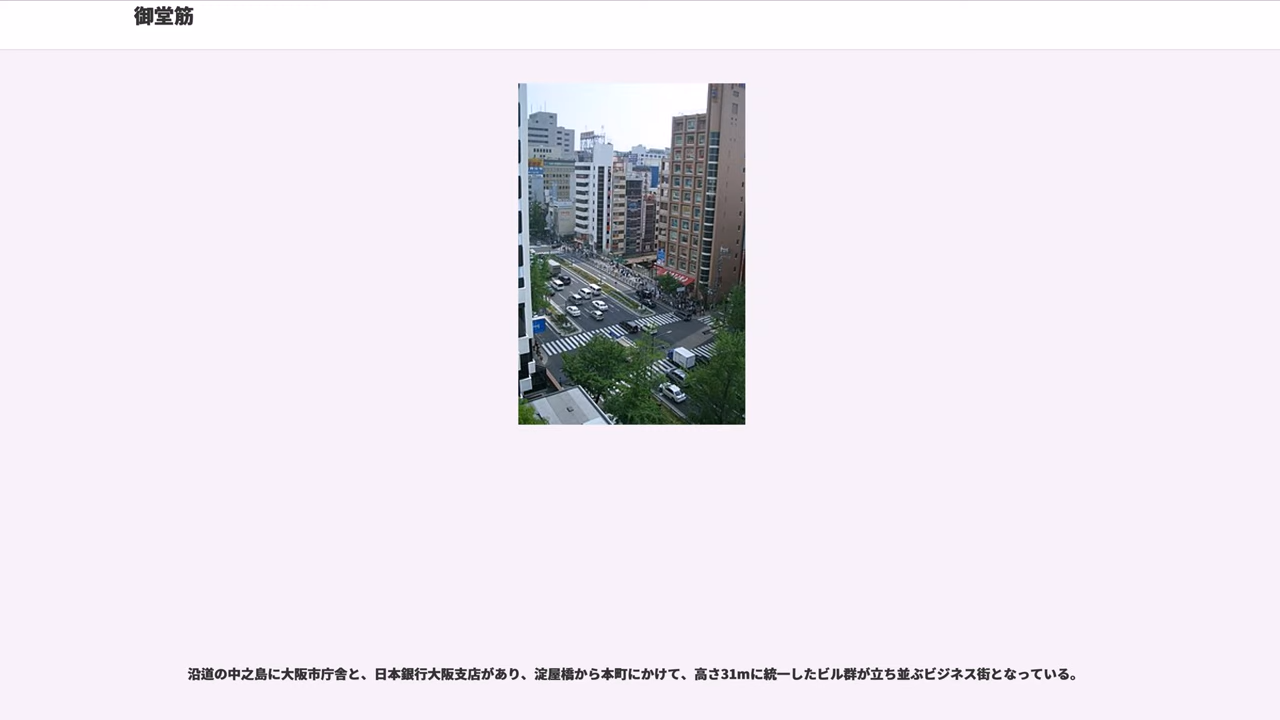 御堂筋
沿道の中之島に大阪市庁舎と、日本銀行大阪支店があり、淀屋橋から本町にかけて、高さ31mに統一したビル群が立ち並ぶビジネス街となっている。